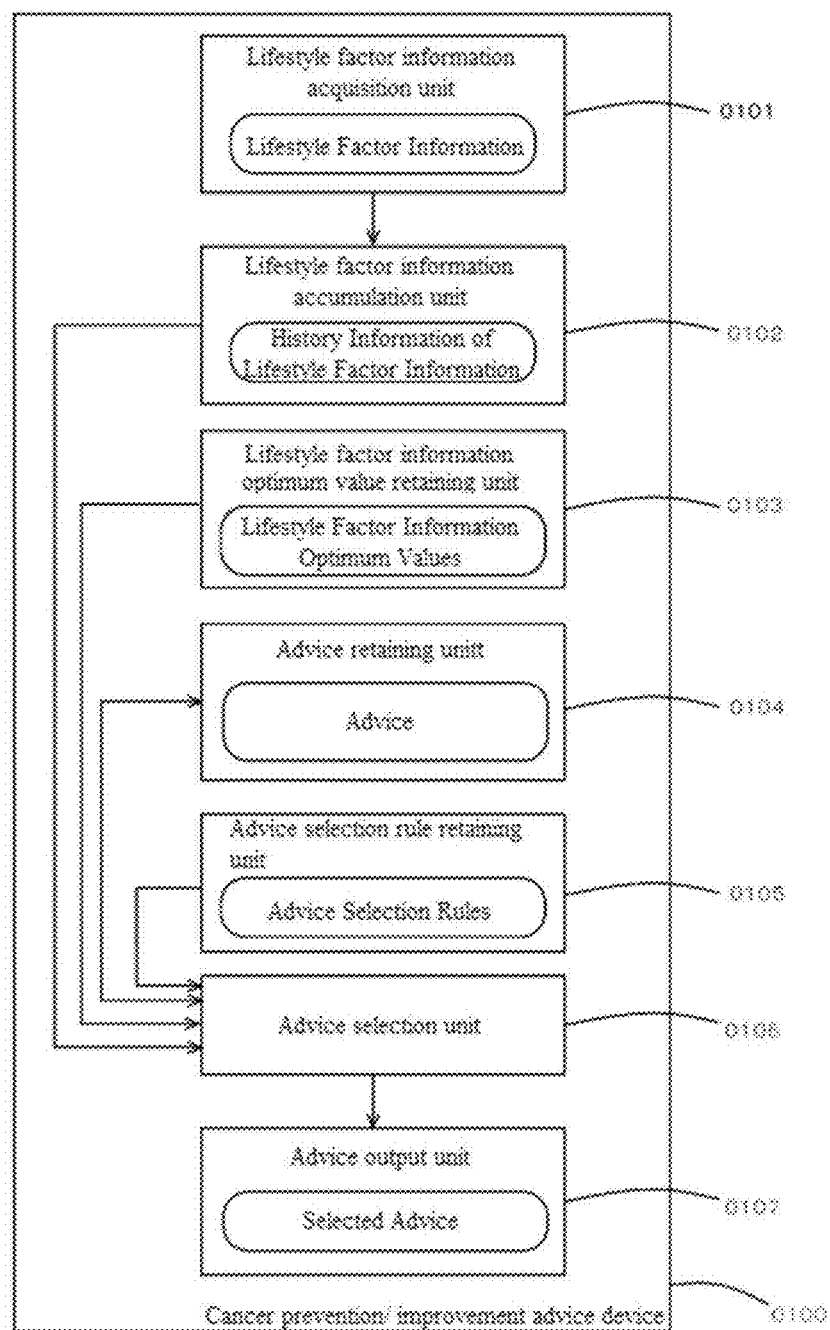 Lifestyle factor information
acquisition unit
Lifestyle Factor Information
0101
Lifestyle factor information
accumulation unit
History Information of
Lifestyle Factor Information
0102
Lifestyle factor information
optimum value retaining unit
Lifestyle Factor Information
Optimum Values
0103
Advice retaining unitt
Advice
0104
Advice selection rule retaining
unit
Advice Selection Rules
0105
Advice selection unit
0106
Advice output unit
Selected Advice
0107
Cancer prevention/ improvement advice device
0100